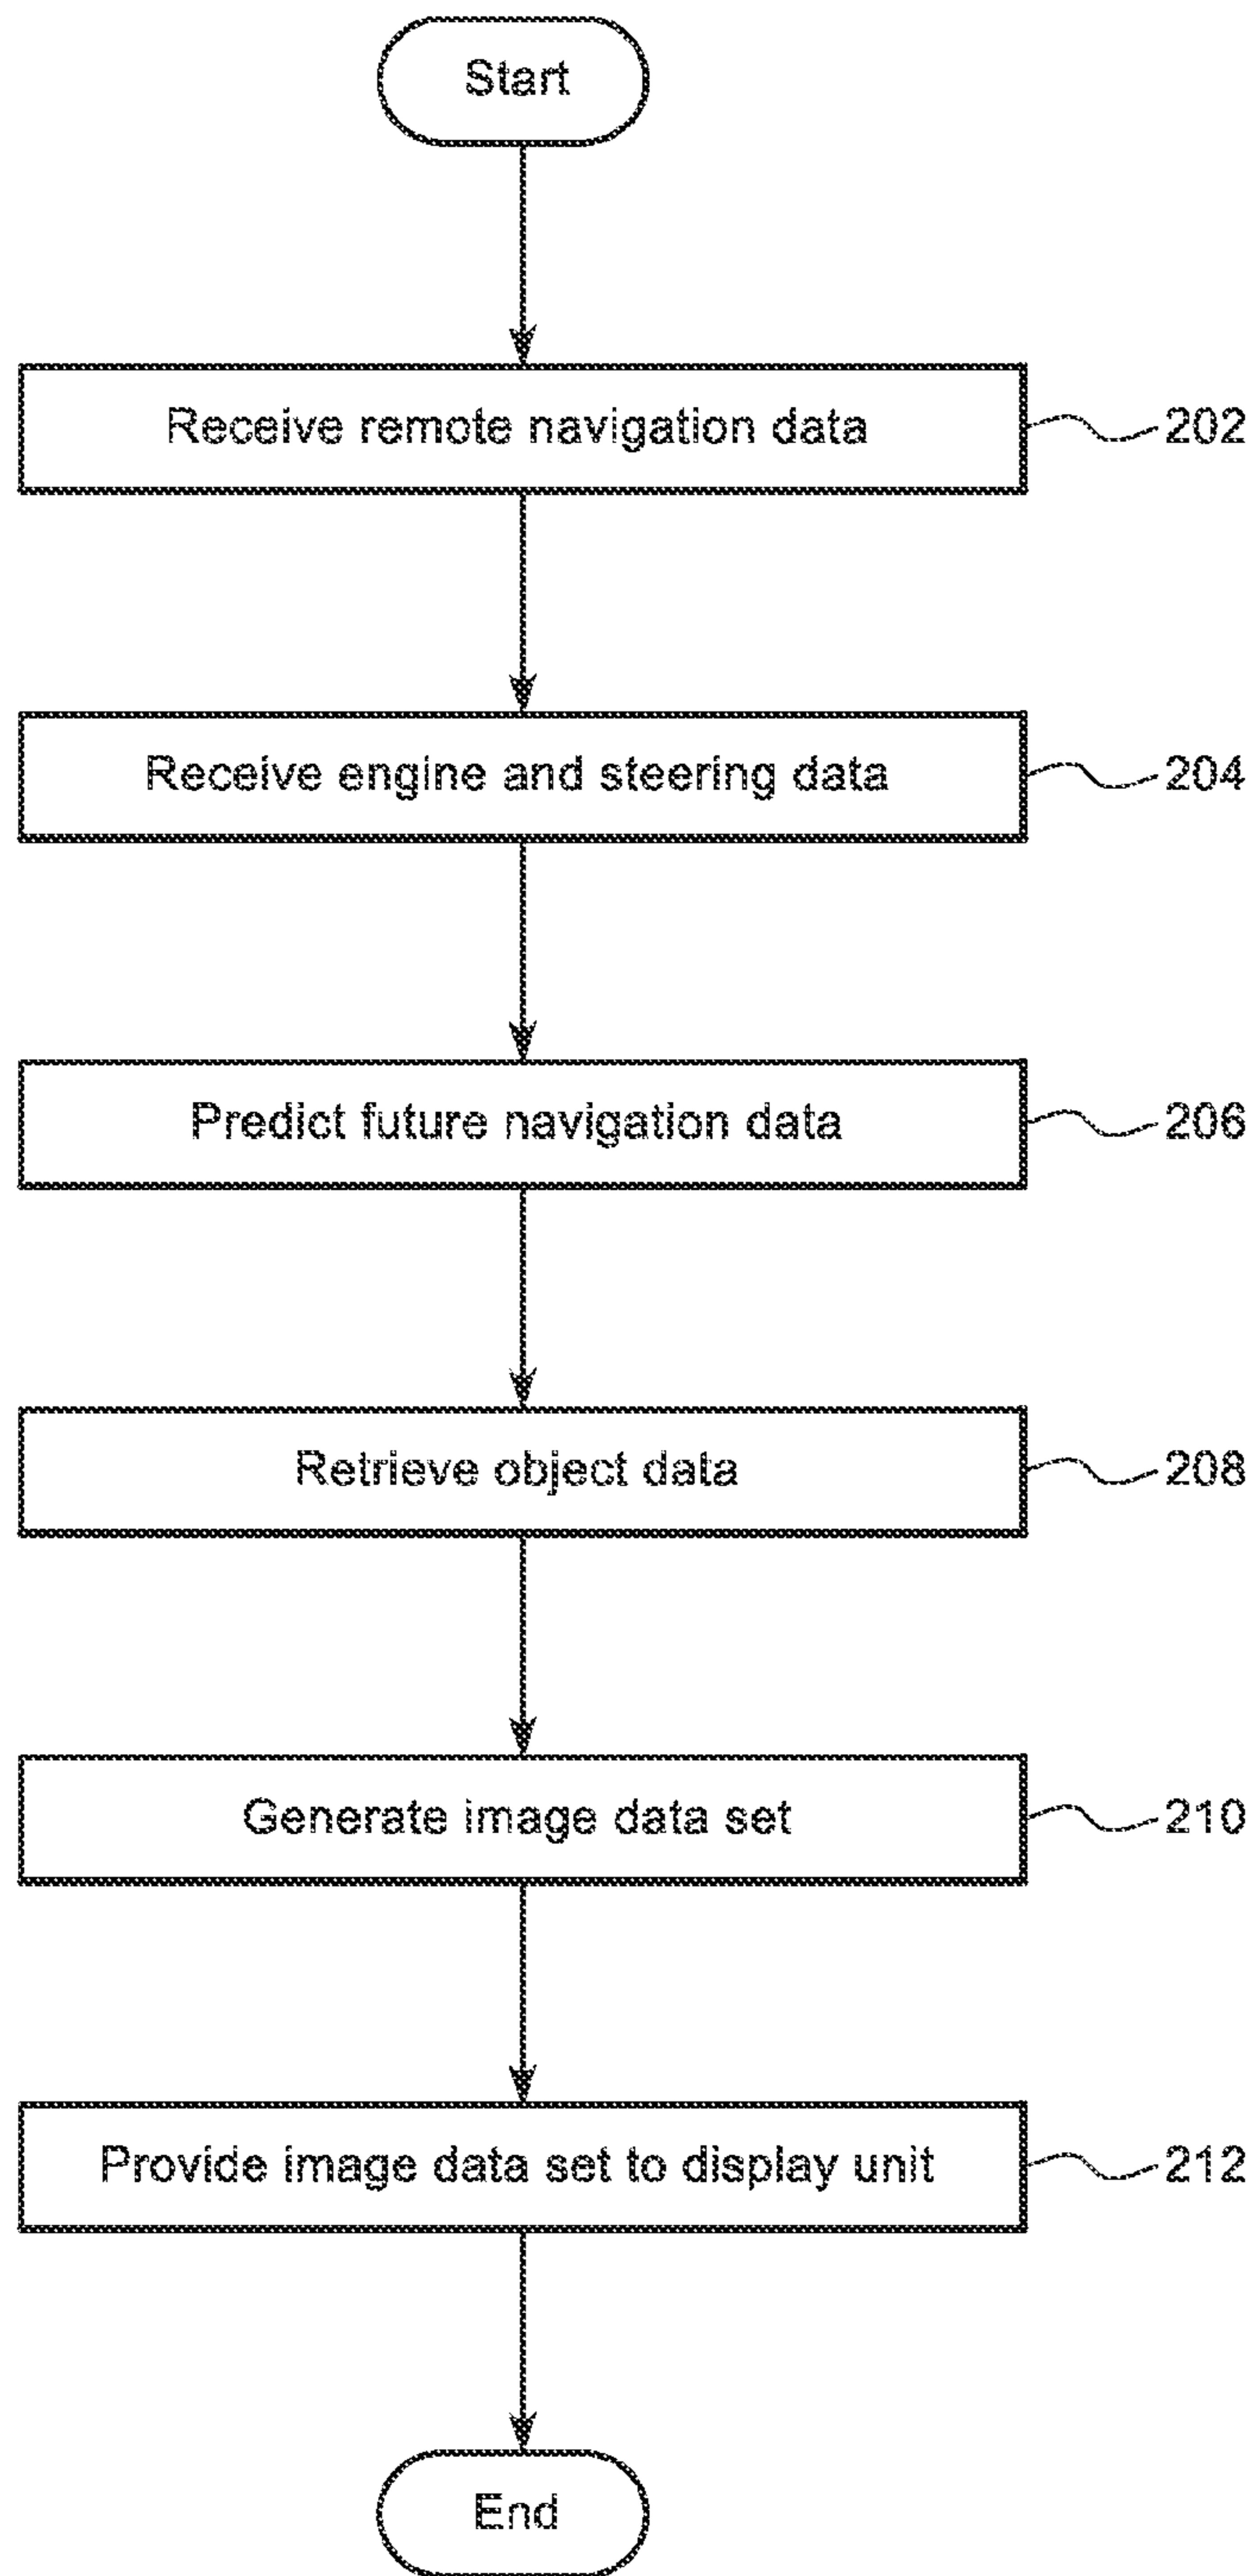 Start
Receive remote navigation data
202
Receive engine and steering data
204
Predict future navigation data
206
Retrieve object data
208
Generate image data set
210
Provide image data set to display unit
212
End